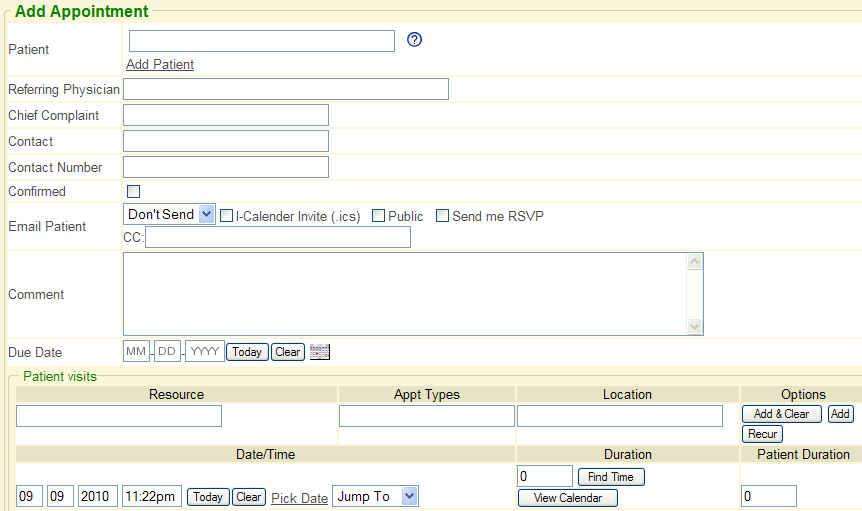 Add Appointment
Patient
Add Patient
Referring Physician
Chief Complaint
Contact
Contact Number
Confirmed
Email Patient Don't Send I-Calender Invite (.ics) Public Send me RSVP
CC:
Comment
Due Date MM - DD - YYYY Today Clear
Patient visits
Resource Appt Types Location Options
Add & Clear Add
Recur
Date/Time Duration Patient Duration
0 Find Time
09 09 2010 11:22pm Today Clear Pick Date Jump To View Calendar 0